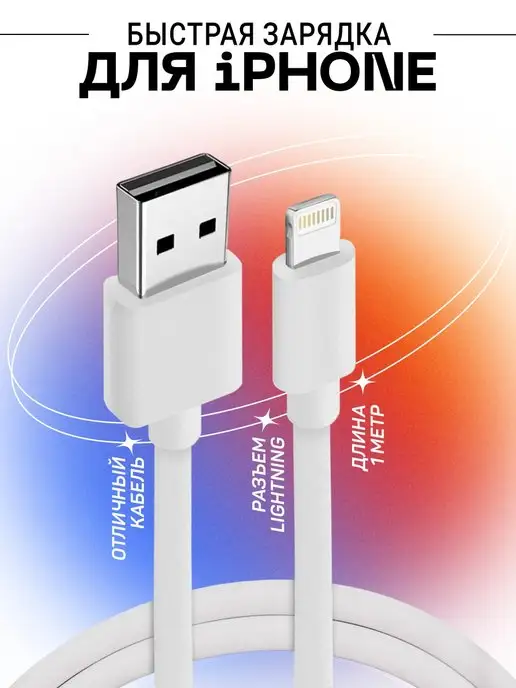 БЫСТРАЯ ЗАРЯДКА
ДЛЯ iPHONE
ОТЛИЧНЫЙ
КАБЕЛЬ
РАЗЪЕМ
LIGHTNING
ДЛИНА
1 МЕТР